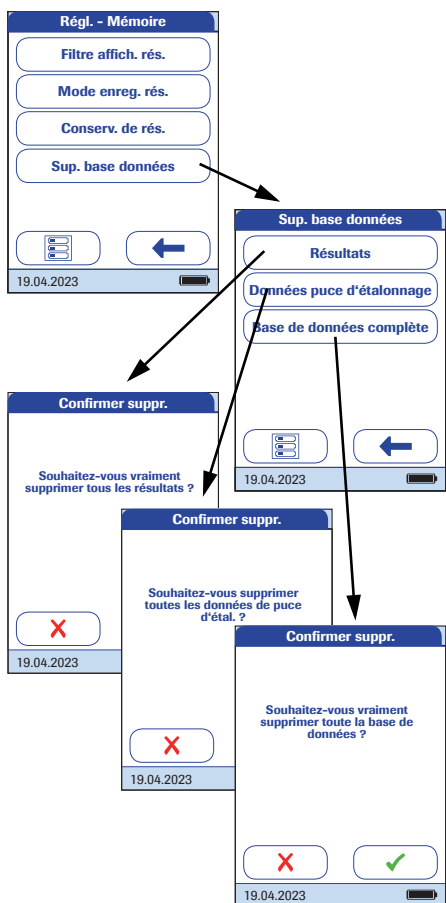 Régl. - Mémoire
Filtre affich. rés.
Mode enreg. rés.
Conserv. de rés.
Sup. base données
19.04.2023
Sup. base données
Résultats
Données puce d'étalonnage
Base de données complète
19.04.2023
Confirmer suppr.
Souhaitez-vous vraiment
supprimer tous les résultats ?
19.04.2023
Confirmer suppr.
Souhaitez-vous supprimer
toutes les données de puce
d'étal. ?
19.04.2023
Confirmer suppr.
Souhaitez-vous vraiment
supprimer toute la base de
données ?
19.04.2023